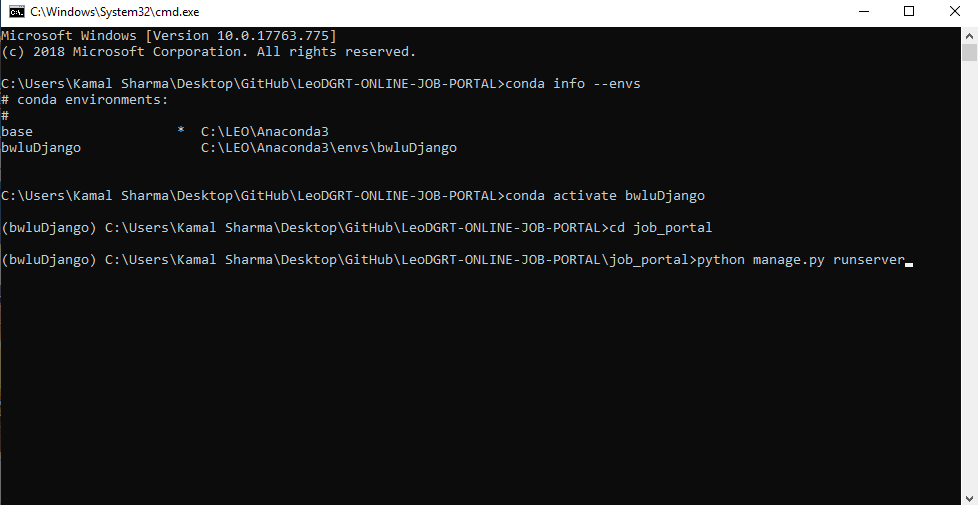 C:\Windows\System32\cmd.exe
Microsoft Windows [Version 10.0.17763.775]
(c) 2018 Microsoft Corporation. All rights reserved.
C:\Users\Kamal Sharma\Desktop\GitHub\LeoDGRT-ONLINE-JOB-PORTAL>conda info --envs
# conda environments:
#
base                  *  C:\LEO\Anaconda3
bwluDjango               C:\LEO\Anaconda3\envs\bwluDjango
C:\Users\Kamal Sharma\Desktop\GitHub\LeoDGRT-ONLINE-JOB-PORTAL>conda activate bwluDjango
(bwluDjango) C:\Users\Kamal Sharma\Desktop\GitHub\LeoDGRT-ONLINE-JOB-PORTAL>cd job_portal
(bwluDjango) C:\Users\Kamal Sharma\Desktop\GitHub\LeoDGRT-ONLINE-JOB-PORTAL\job_portal>python manage.py runserver